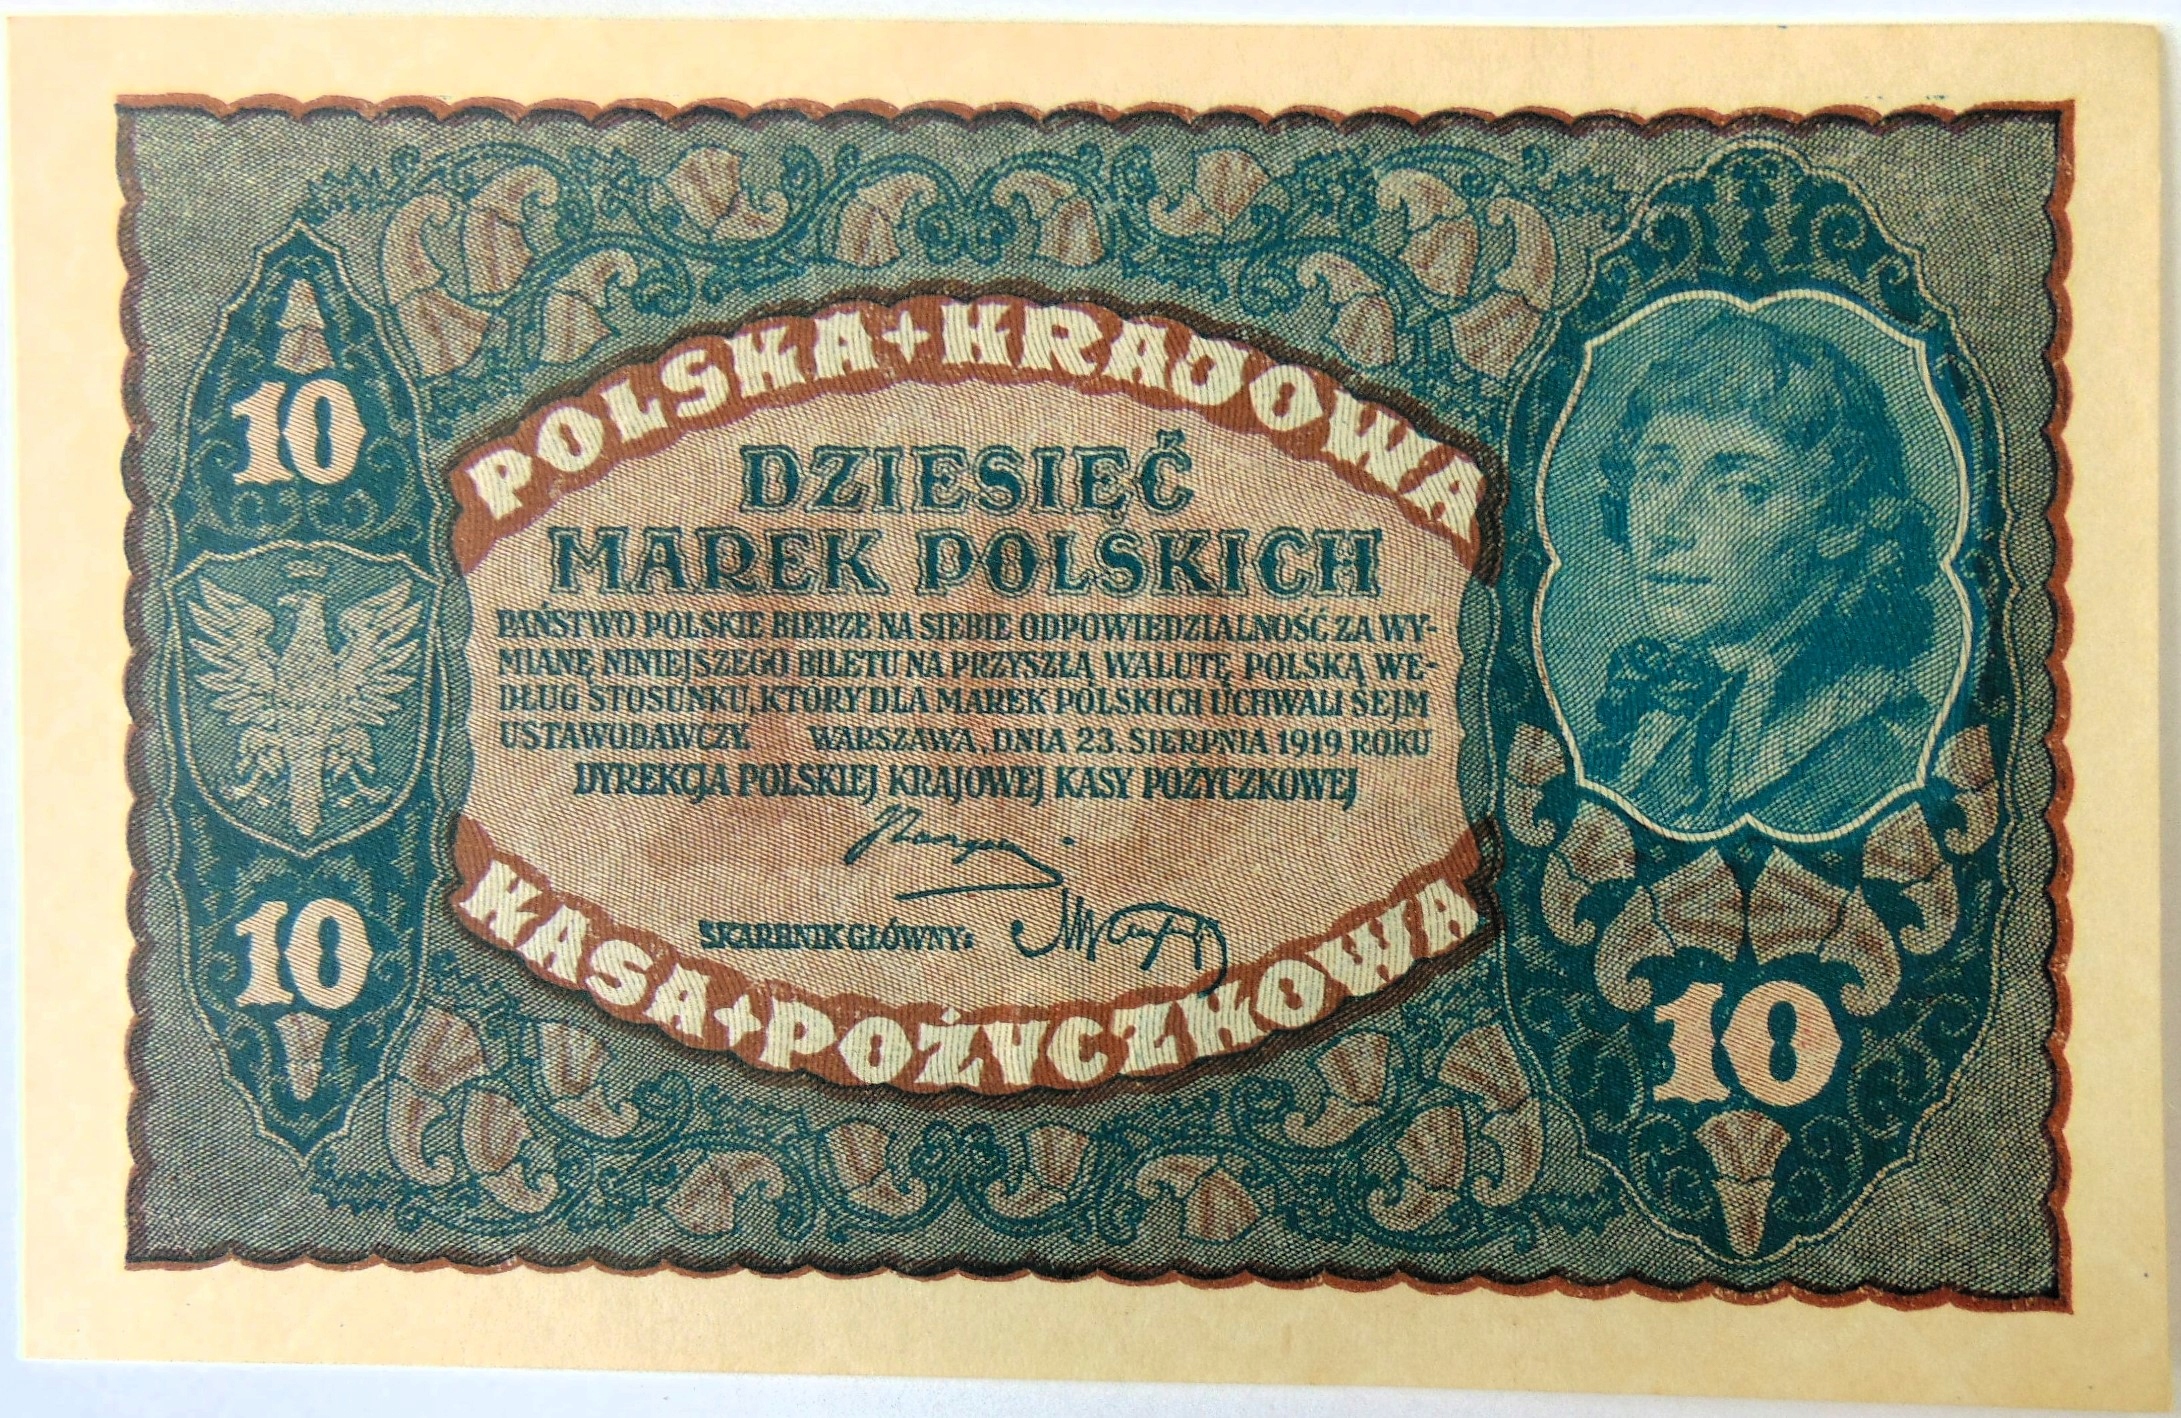 POLSKA+KRAJOWA
10
DZIESIĘĆ
MAREK POLSKICH
PAŃSTWO POLSKIE BIERZE NA SIEBIE ODPOWIEDZIALNOŚĆ ZA WY-
MIANĘ NINIEJSZEGO BILETU NA PRZYSZŁĄ WALUTĘ POLSKĄ WE-
DŁUG STOSUNKU, KTÓRY DLA MAREK POLSKICH UCHWALI SEJM
USTAWODAWCZY. WARSZAWA, DNIA 23. SIERPNIA 1919 ROKU
DYREKCJA POLSKIEJ KRAJOWEJ KASY POŻYCZKOWEJ
SKARBNIK GŁÓWNY:
10
KASA+POŻYCZKOWA
10